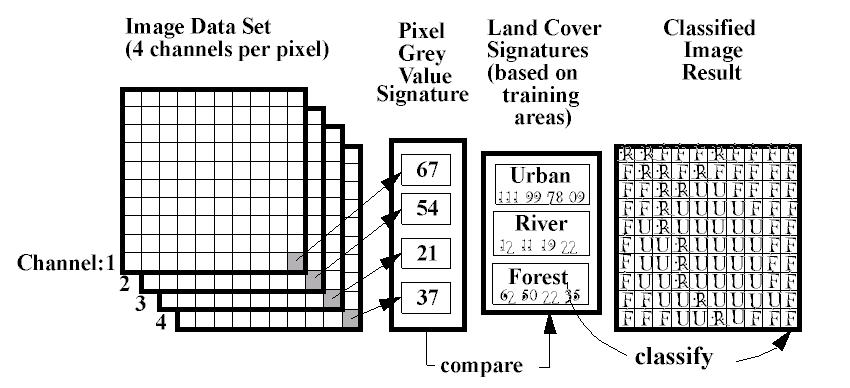 Image Data Set
(4 channels per pixel)
Pixel
Grey
Value
Signature
Land Cover
Signatures
(based on
training
areas)
Classified
Image
Result
67
54
21
37
Urban
111 99 78 09
River
12 11 19 22
Forest
62 50 22 35
Channel:1
2
3
4
compare
classify
R R F F F R F F F F
F R R F R F F F F F
F F R R U U F F F F
F F R U U U U F F F
F F R U U U U U F F
F U U R U U U U F F
F U U R U U U U F F
F U U R U U U U F F
F F U U R U U U U F
F F F U U R U F F F